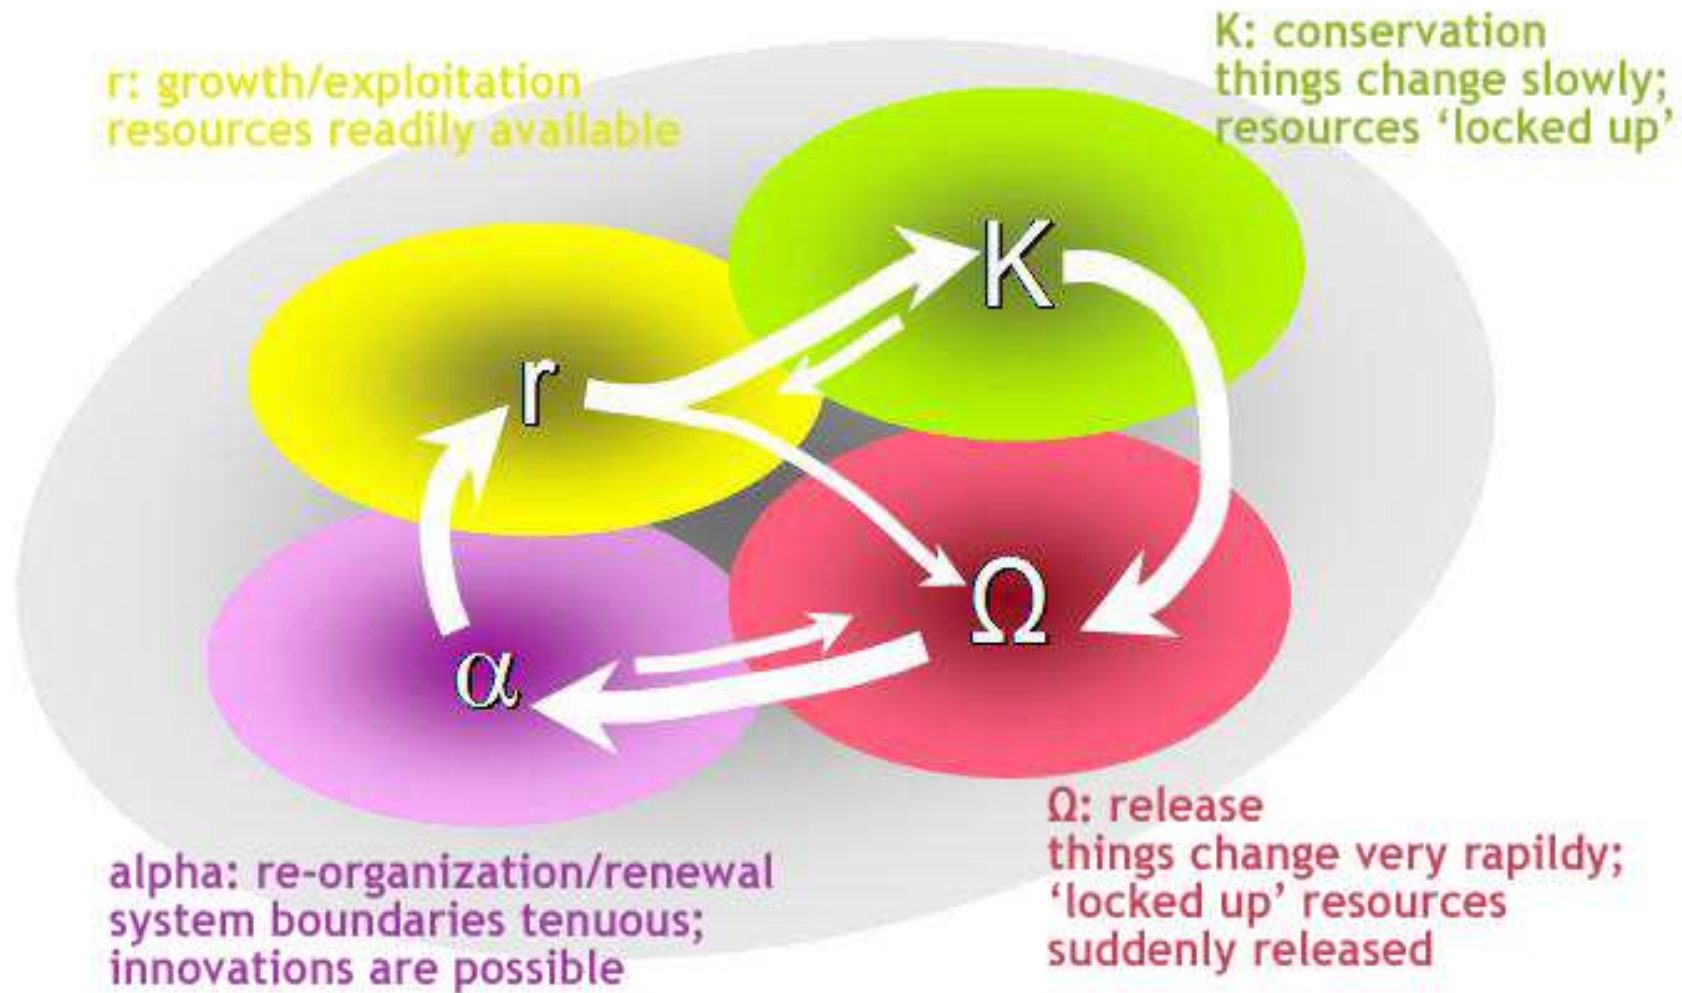 r: growth/exploitation
resources readily available
K: conservation
things change slowly;
resources ‘locked up’
K
r
Ω
α
Ω: release
things change very rapildy;
‘locked up’ resources
suddenly released
alpha: re-organization/renewal
system boundaries tenuous;
innovations are possible